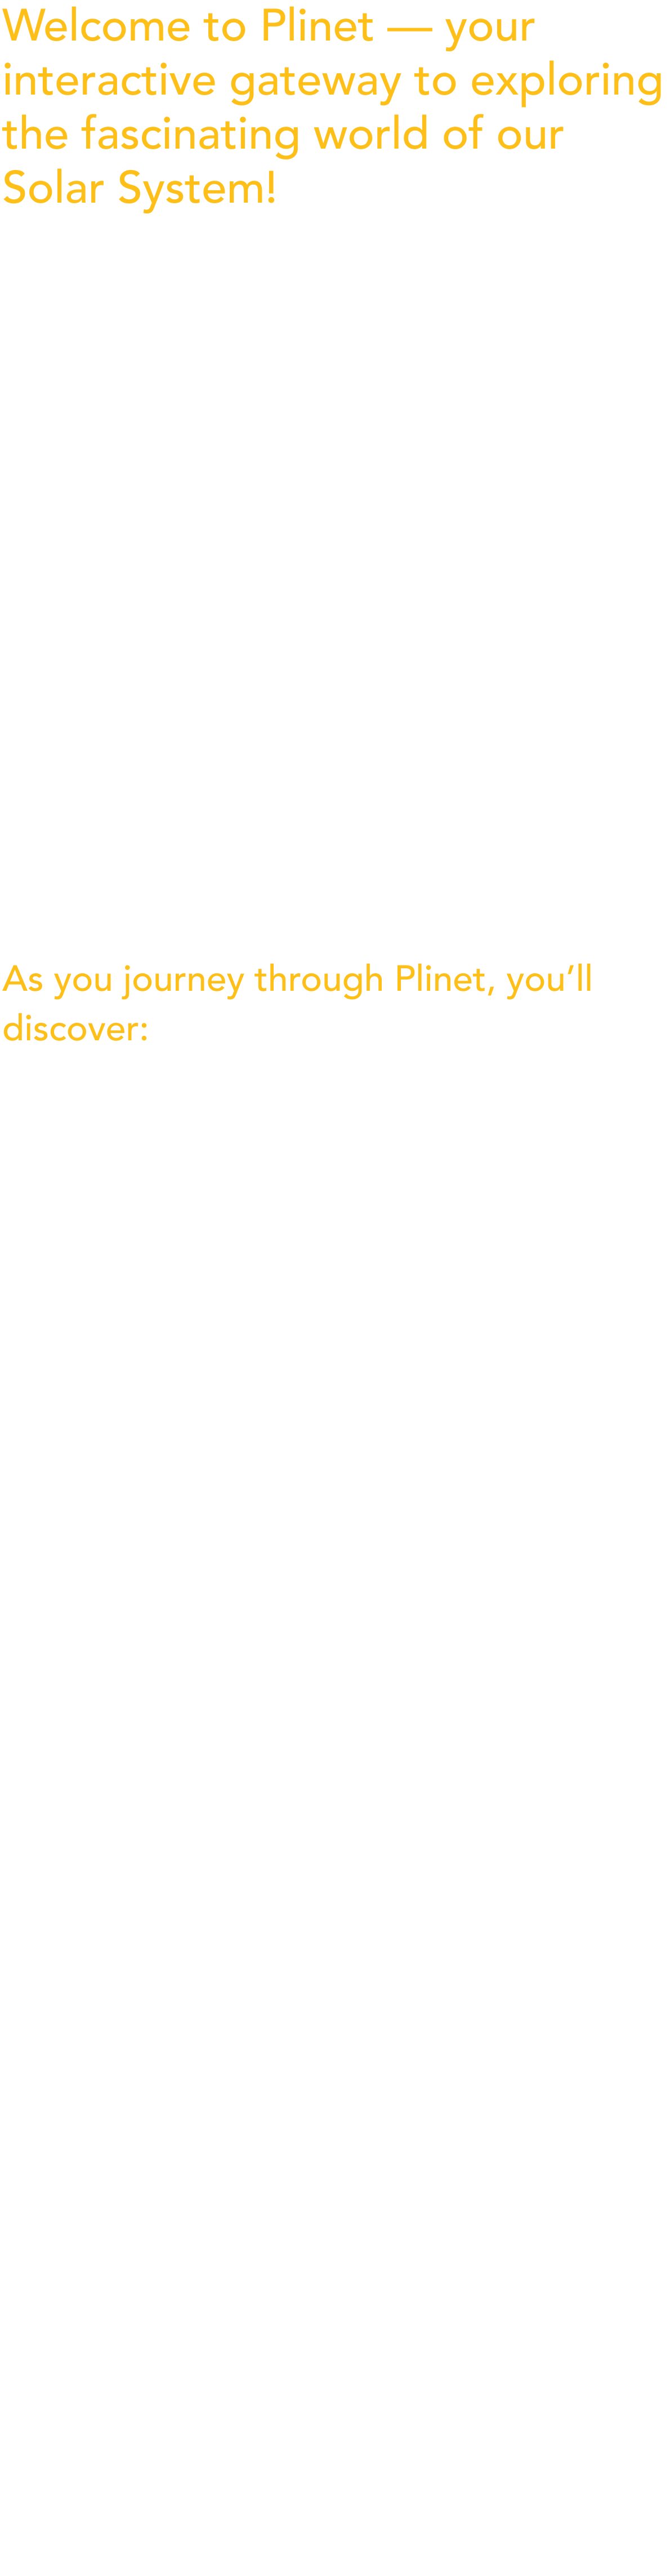 Welcome to Plinet — your
interactive gateway to exploring
the fascinating world of our
Solar System!
As you journey through Plinet, you’ll
discover: